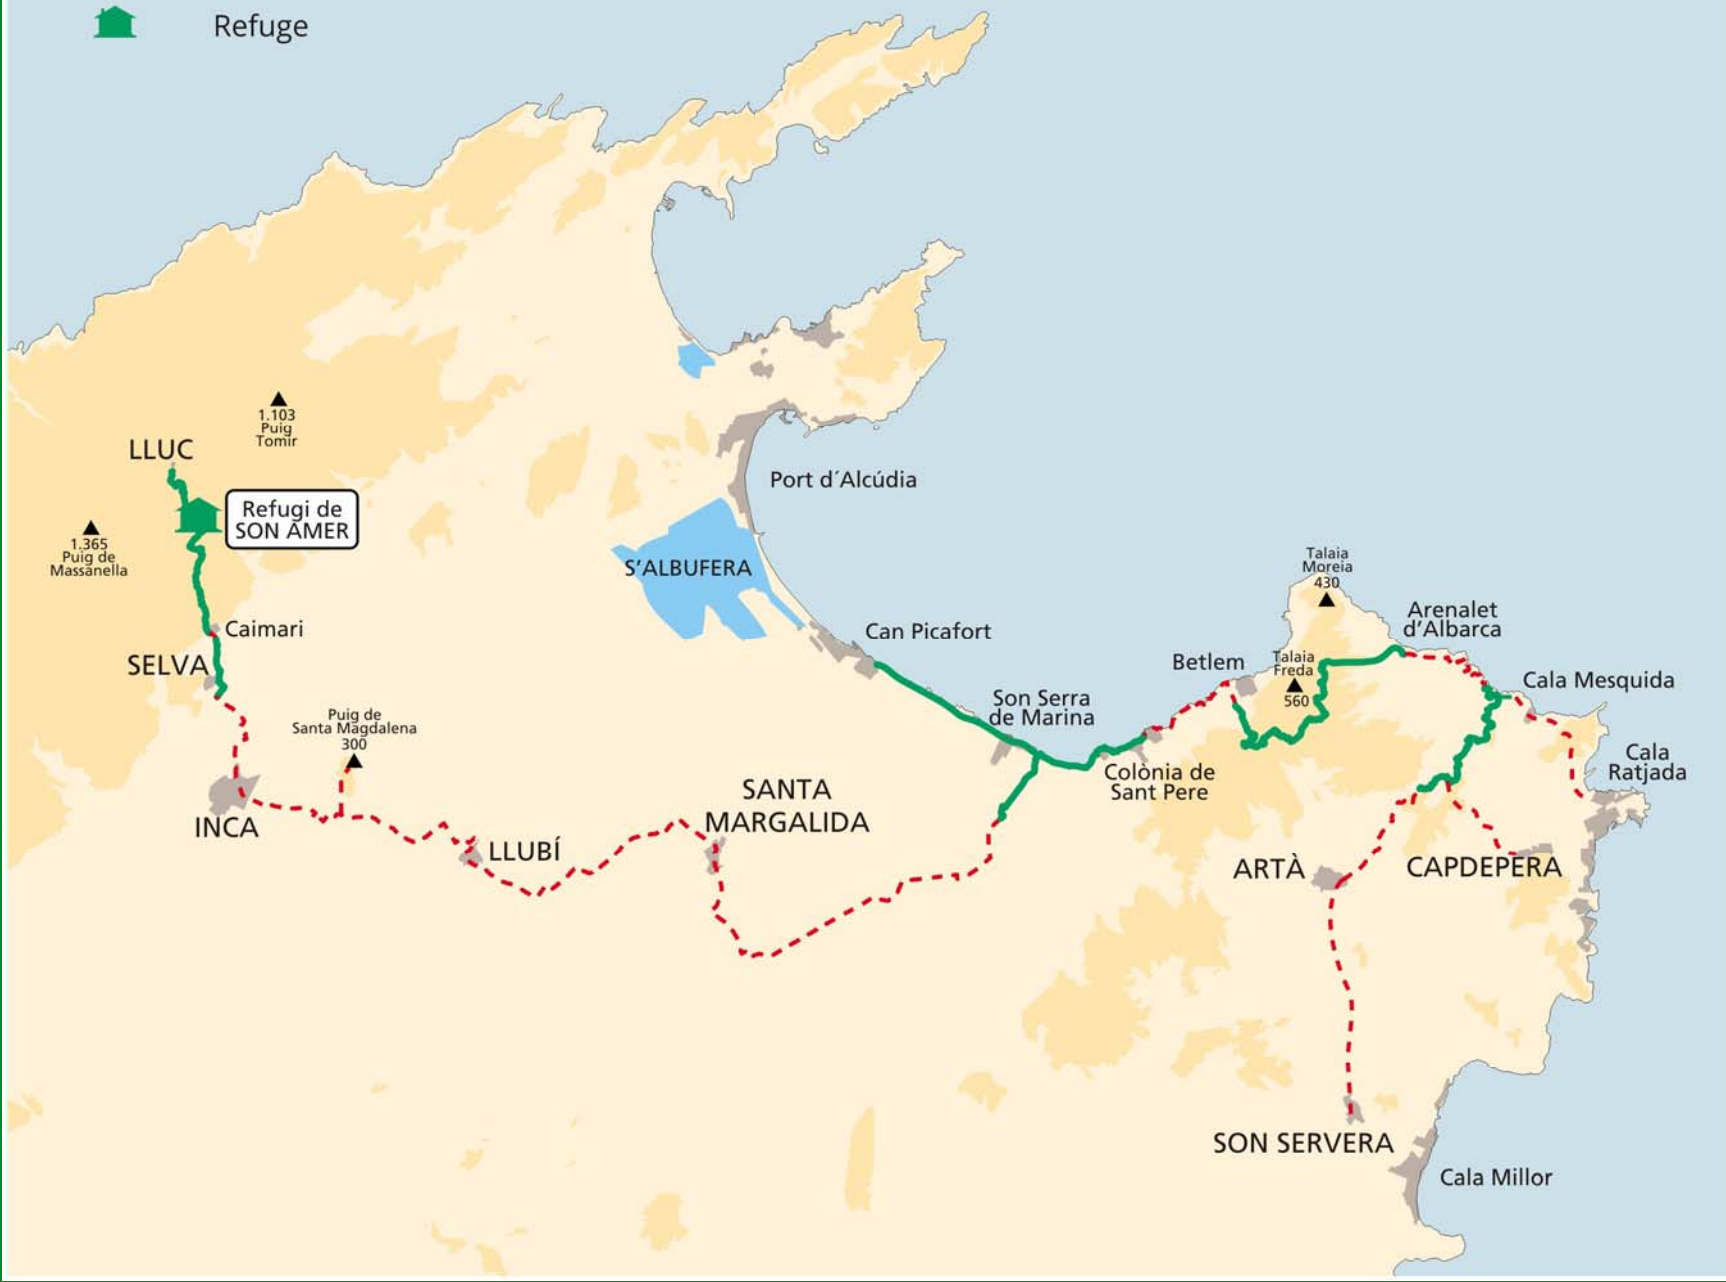 Refuge
1.103
Puig
Tomir
LLUC
Refugi de
SON AMER
1.365
Puig de
Massanella
Port d´Alcúdia
S'ALBUFERA
Caimari
SELVA
Can Picafort
Talaia
Moreia
430
Arenalet
d'Albarca
Betlem
Talaia
Freda
560
Cala Mesquida
Puig de
Santa Magdalena
300
Son Serra
de Marina
Colònia de
Sant Pere
Cala
Ratjada
INCA
SANTA
MARGALIDA
LLUBÍ
ARTÀ
CAPDEPERA
SON SERVERA
Cala Millor